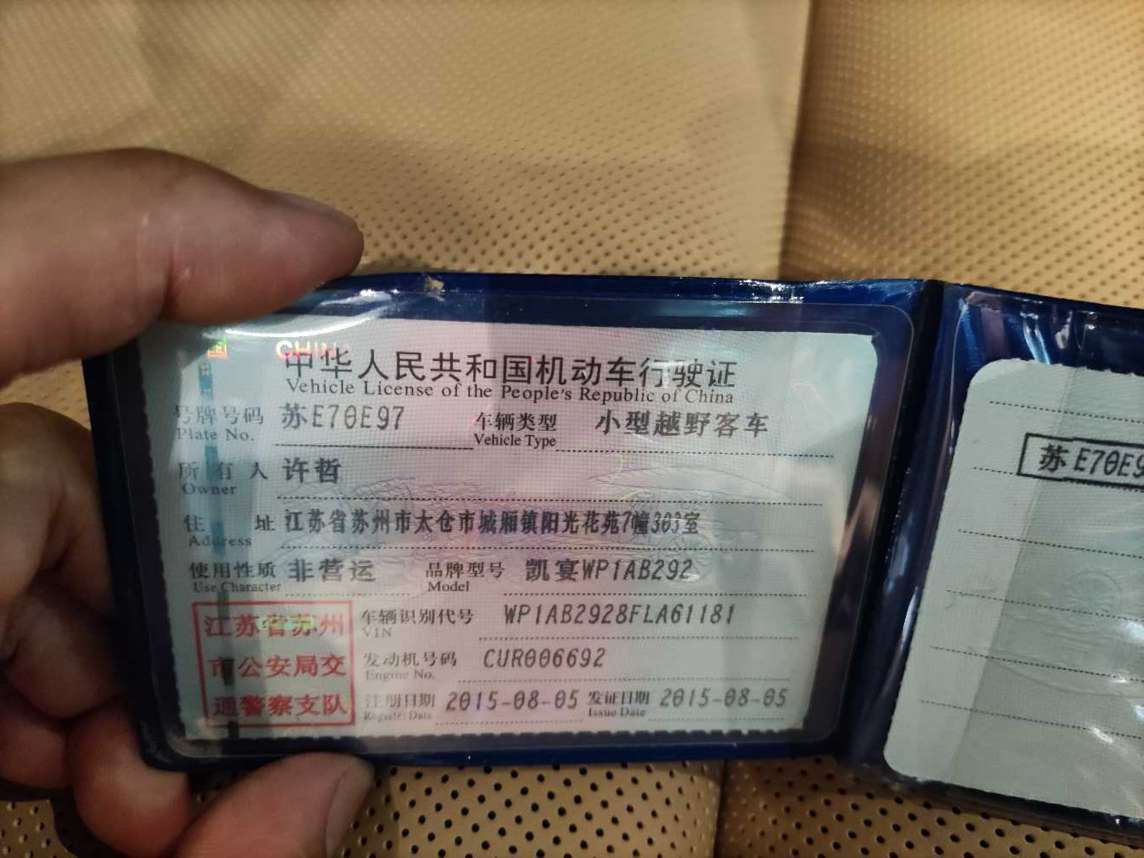 国 CHINA
中华人民共和国机动车行驶证
Vehicle License of the People's Republic of China
号牌号码 苏E70E97 车辆类型 小型越野客车
Plate No. Vehicle Type
所有人 许哲
Owner
住址 江苏省苏州市太仓市城厢镇阳光花苑7幢303室
Address
使用性质 非营运 品牌型号 凯宴WP1AB292
Use Character Model
江苏省苏州 车辆识别代号 WP1AB2928FLA61181
VIN
市公安局交 发动机号码 CUR006692
Engine No.
通警察支队 注册日期 2015-08-05 发证日期 2015-08-05
Register Date Issue Date
苏E70E9